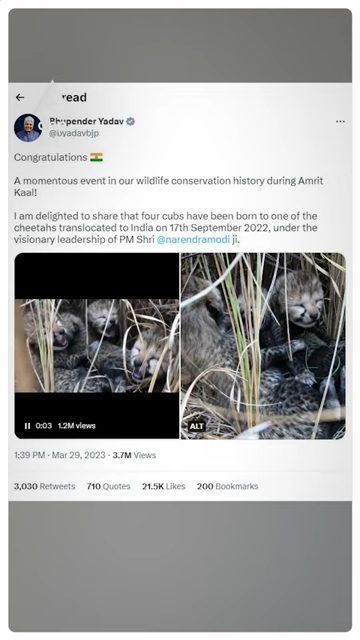 read
Bhupender Yadav
@byadavbjp
Congratulations 🇮🇳
A momentous event in our wildlife conservation history during Amrit
Kaal!
I am delighted to share that four cubs have been born to one of the
cheetahs translocated to India on 17th September 2022, under the
visionary leadership of PM Shri @narendramodi ji.
0:03 1.2M views
ALT
1:39 PM · Mar 29, 2023 · 3.7M Views
3,030 Retweets 710 Quotes 21.5K Likes 200 Bookmarks